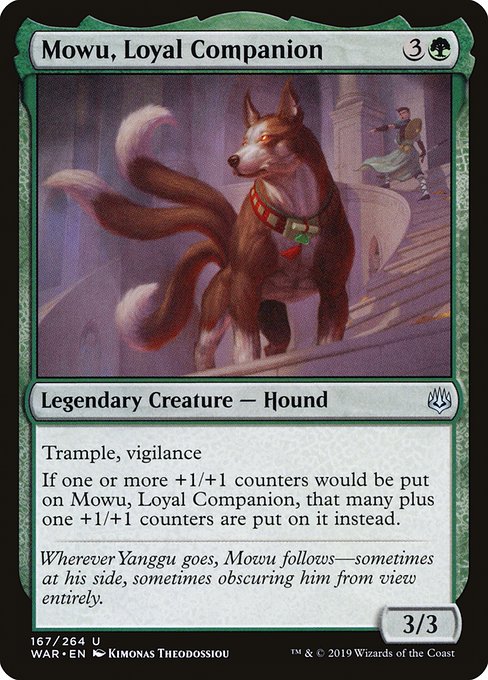 Mowu, Loyal Companion 3
Legendary Creature — Hound
Trample, vigilance
If one or more +1/+1 counters would be put
on Mowu, Loyal Companion, that many plus
one +1/+1 counters are put on it instead.
Wherever Yanggu goes, Mowu follows—sometimes
at his side, sometimes obscuring him from view
entirely.
3/3
167/264 U
WAR • EN Kimonas Theodossiou
™ & © 2019 Wizards of the Coast